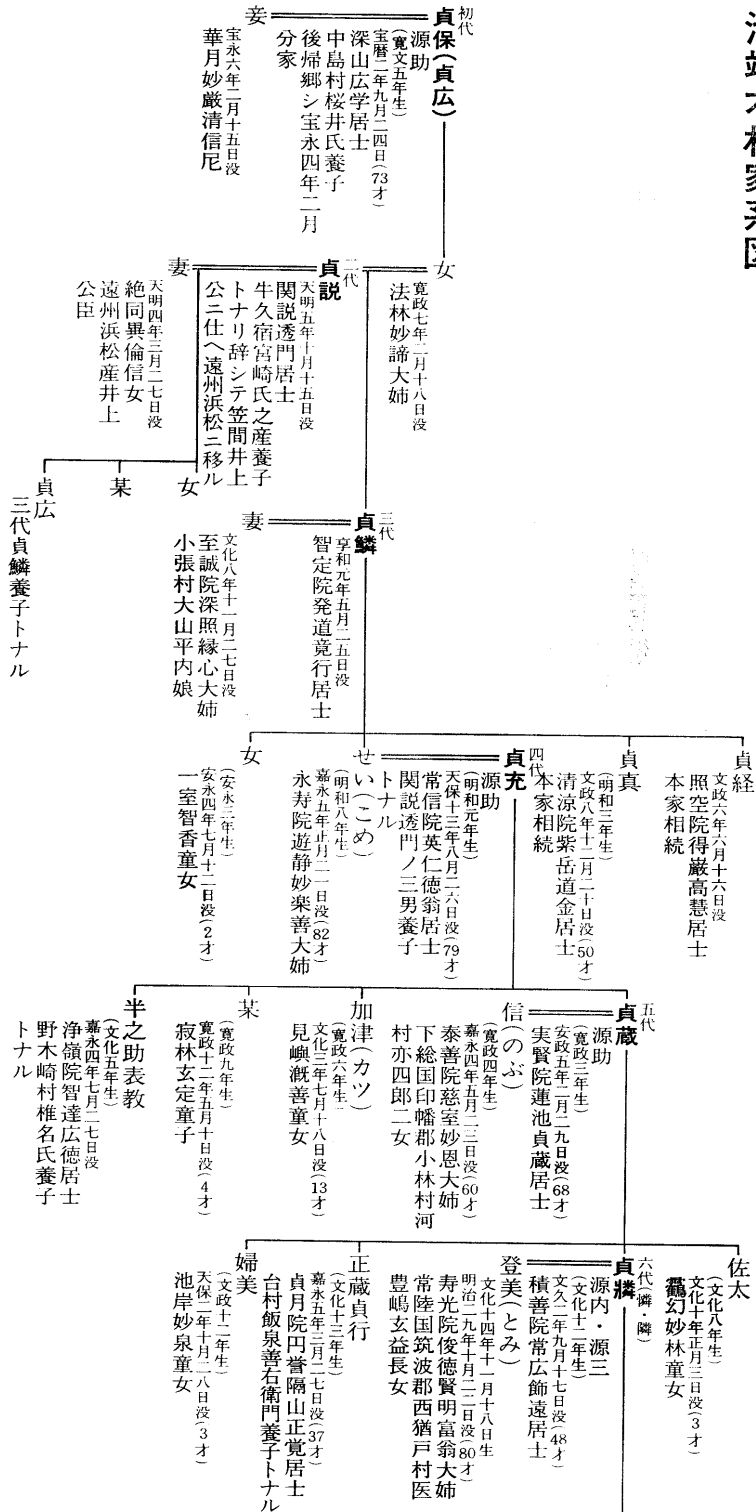 初代
貞保(貞広)
源助
(寛文五年生)
宝暦二年九月二四日(73才)
深山広学居士
中島村桜井氏養子
後帰郷シ宝永四年二月
分家
妾
宝永六年二月十五日没
華月妙厳清信尼
女
寛政七年二月十八日没
法林妙諦大姉
二代
貞説
天明五年十月十五日没
関説透門居士
牛久宿宮崎氏之産養子
トナリ辞シテ笠間井上
公ニ仕ヘ遠州浜松ニ移ル
妻
天明四年三月二七日没
絶同異倫信女
遠州浜松産井上
公臣
女
某
貞広
三代貞鱗養子トナル
三代
貞鱗
享和元年五月二五日没
智定院発道竟行居士
妻
文化八年十一月二七日没
至誠院深照縁心大姉
小張村大山平内娘
貞経
文政六年六月十六日没
照空院得巌高慧居士
本家相続
貞真
(明和三年生)
文政八年十二月二十日没(50才)
清涼院紫岳道金居士
本家相続
四代
貞充
源助
(明和元年生)
天保十三年八月二六日没(79才)
常信院英仁徳翁居士
関説透門ノ三男養子
トナル
せい(こめ)
(明和八年生)
嘉永五年正月二一日没(82才)
永寿院遊静妙楽善大姉
女
(安永三年生)
安永四年七月十二日没(2才)
一室智香童女
五代
貞蔵
源助
(寛政三年生)
安政五年二月二九日没(68才)
実賢院蓮池貞蔵居士
信(のぶ)
(寛政四年生)
嘉永四年五月二三日没(60才)
泰善院慈室妙恩大姉
下総国印幡郡小林村河
村亦四郎二女
加津(カツ)
(寛政六年生)
文化三年七月十八日没(13才)
見嶼漑善童女
某
(寛政九年生)
寛政十二年五月十日没(4才)
寂林玄定童子
半之助表教
(文化五年生)
嘉永四年七月二七日没
浄嶺院智達広徳居士
野木崎村椎名氏養子
トナル
佐太
(文化八年生)
文化十年正月三日没(3才)
幻妙林童女
六代(憐・隣)
貞隣
源内・源三
(文化十二年生)
文久二年九月十七日没(48才)
積善院常広飾遠居士
登美(とみ)
文化十四年十一月十八日生
明治二九年十月二二日没(80才)
寿光院俊徳賢明富翁大姉
常陸国筑波郡西猶戸村医
豊嶋玄益長女
正蔵貞行
(文化十三年生)
嘉永五年三月二七日没(37才)
貞月院円誉隔山正覚居士
台村飯泉善右衛門養子トナル
婦美
(文政十二年生)
天保二年十月二八日没(3才)
池岸妙泉童女